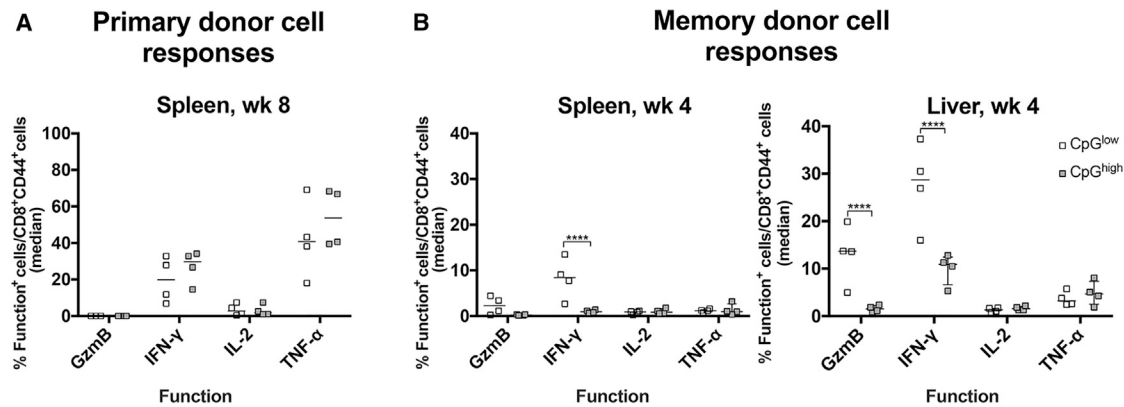 A
Primary donor cell
responses
Spleen, wk 8
% Function+ cells/CD8+CD44+cells
(median)
100
80
60
40
20
0
GzmB
IFN-γ
IL-2
TNF-α
Function
B
Memory donor cell
responses
Spleen, wk 4
% Function+ cells/CD8+CD44+cells
(median)
40
30
20
10
0
****
GzmB
IFN-γ
IL-2
TNF-α
Function
Liver, wk 4
% Function+ cells/CD8+CD44+ cells
(median)
40
30
20
10
0
****
****
GzmB
IFN-γ
IL-2
TNF-α
Function
CpGlow
CpGhigh